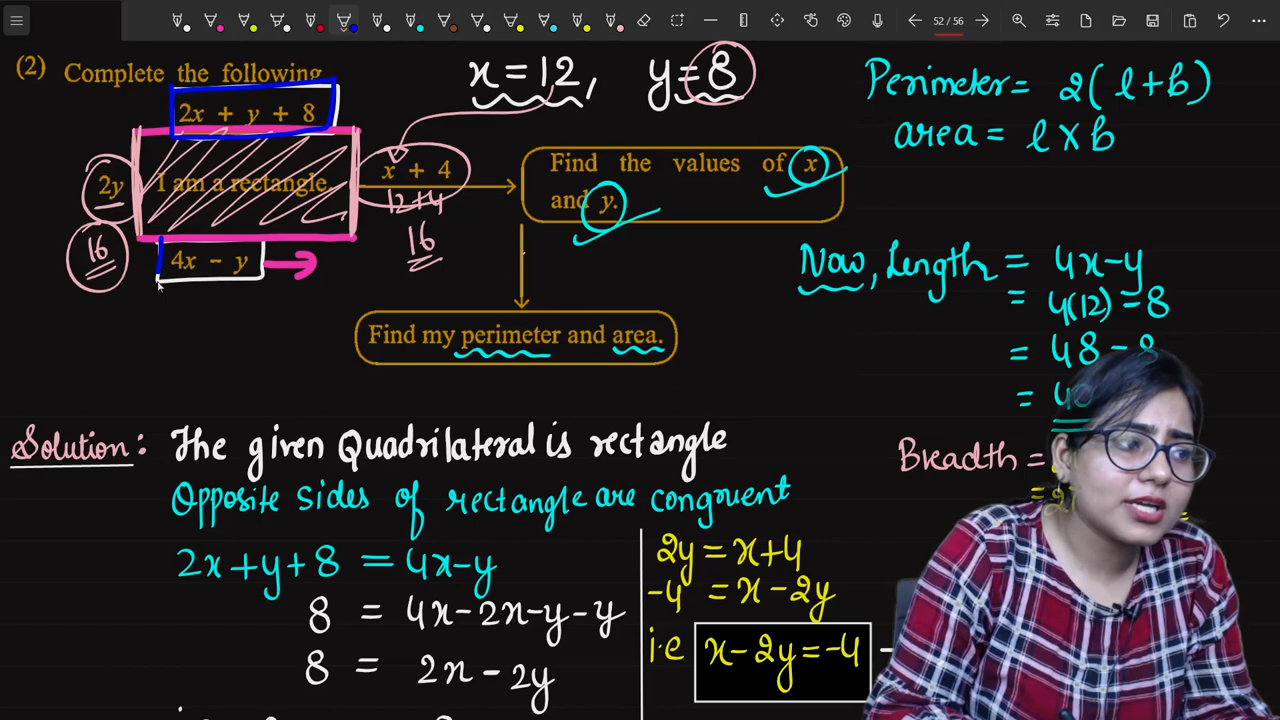 52 / 56
(2) Complete the following.
x = 12, y = 8
Perimeter = 2( l + b )
area = l x b
2x + y + 8
2y
I am a rectangle.
x + 4
12+4
16
16
4x - y
Find the values of x
and y.
Find my perimeter and area.
Now, Length = 4x-y
= 4(12) - 8
= 48 - 8
= 40
Breadth =
Solution: The given Quadrilateral is rectangle
Opposite sides of rectangle are congruent
2x+y+8 = 4x-y
8 = 4x-2x-y-y
8 = 2x - 2y
2y = x+4
-4 = x - 2y
i.e x - 2y = -4